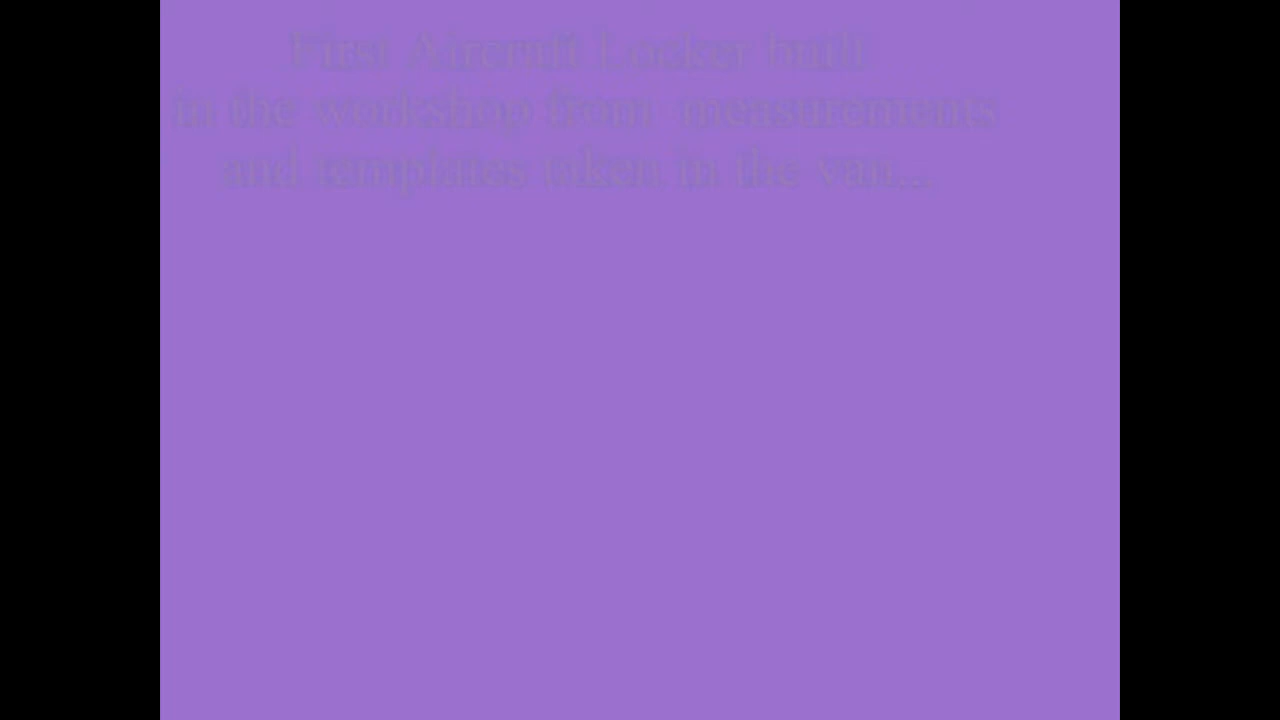 First Aircraft Locker built
in the workshop from measurements
and templates taken in the van...